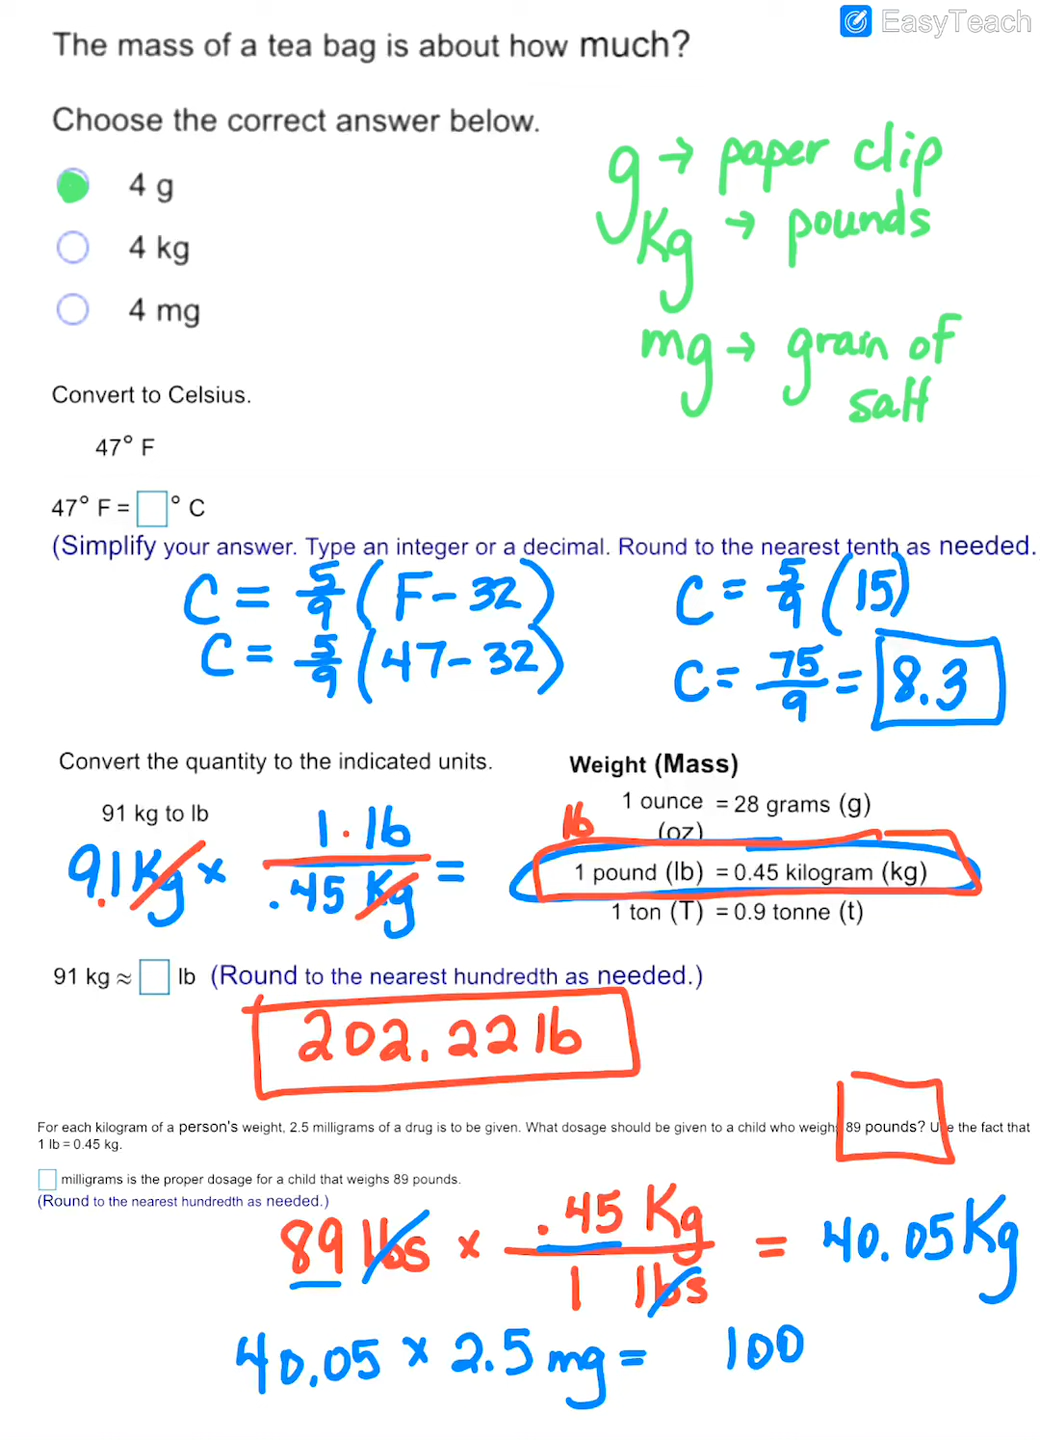 EasyTeach
The mass of a tea bag is about how much?
Choose the correct answer below.
4 g
4 kg
4 mg
g → paper clip
Kg → pounds
mg → grain of
salt
Convert to Celsius.
47° F
47° F = ° C
(Simplify your answer. Type an integer or a decimal. Round to the nearest tenth as needed.
C = 5/9 (F - 32)
C = 5/9 (47 - 32)
C = 5/9 (15)
C = 75/9 = 8.3
Convert the quantity to the indicated units.
91 kg to lb
91 Kg × 1. lb / .45 Kg =
Weight (Mass)
1 ounce = 28 grams (g)
(oz)
lb
1 pound (lb) = 0.45 kilogram (kg)
1 ton (T) = 0.9 tonne (t)
91 kg ≈ lb (Round to the nearest hundredth as needed.)
202.22 lb
For each kilogram of a person's weight, 2.5 milligrams of a drug is to be given. What dosage should be given to a child who weighs 89 pounds? Use the fact that
1 lb = 0.45 kg.
milligrams is the proper dosage for a child that weighs 89 pounds.
(Round to the nearest hundredth as needed.)
89 lbs × .45 Kg / 1 lbs = 40.05 Kg
40.05 × 2.5 mg = 100